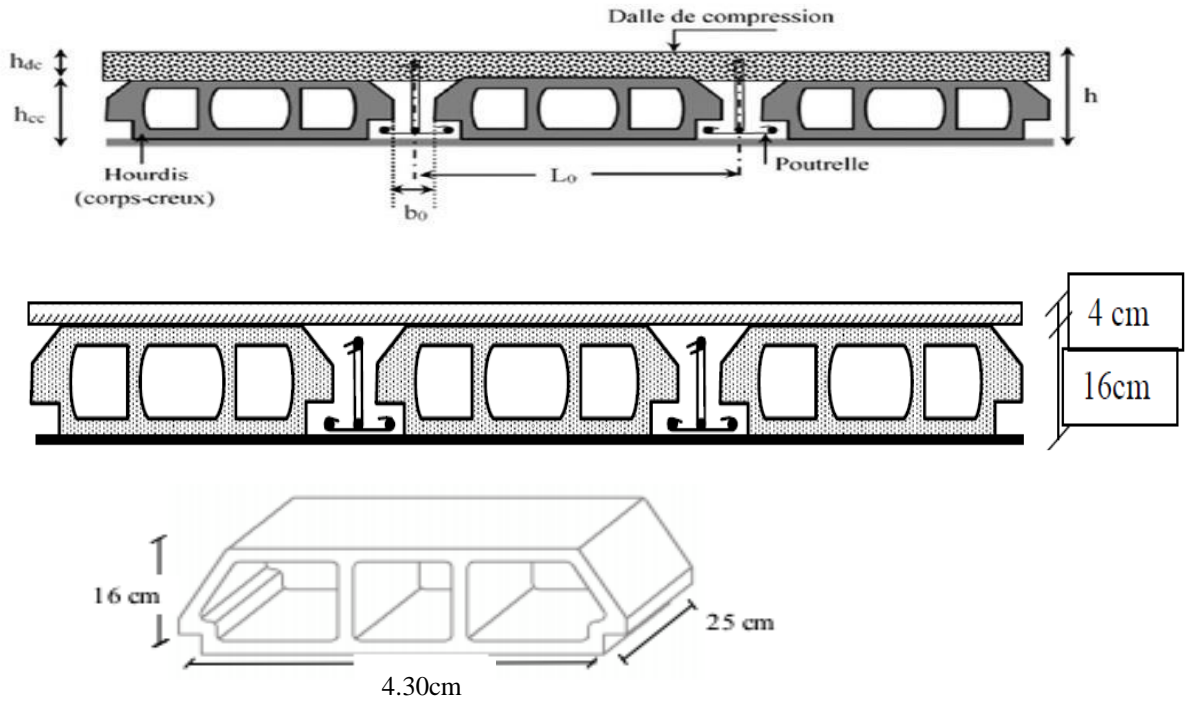 Dalle de compression
hdc
hcc
h
Hourdis
(corps-creux)
L0
Poutrelle
b0
4 cm
16cm
16 cm
25 cm
4.30cm